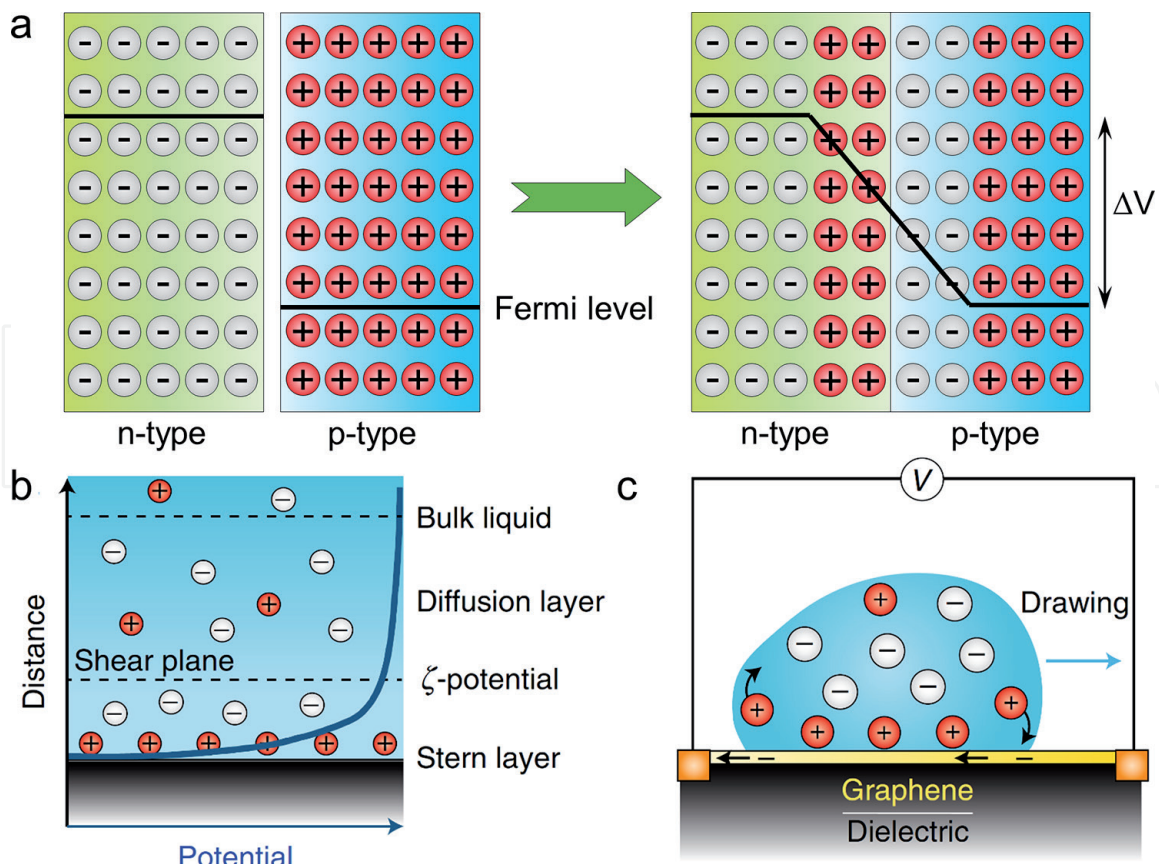 a
Fermi level
ΔV
n-type
p-type
n-type
p-type
b
Bulk liquid
Diffusion layer
Shear plane
ζ-potential
Stern layer
Distance
Potential
c
V
Drawing
Graphene
Dielectric